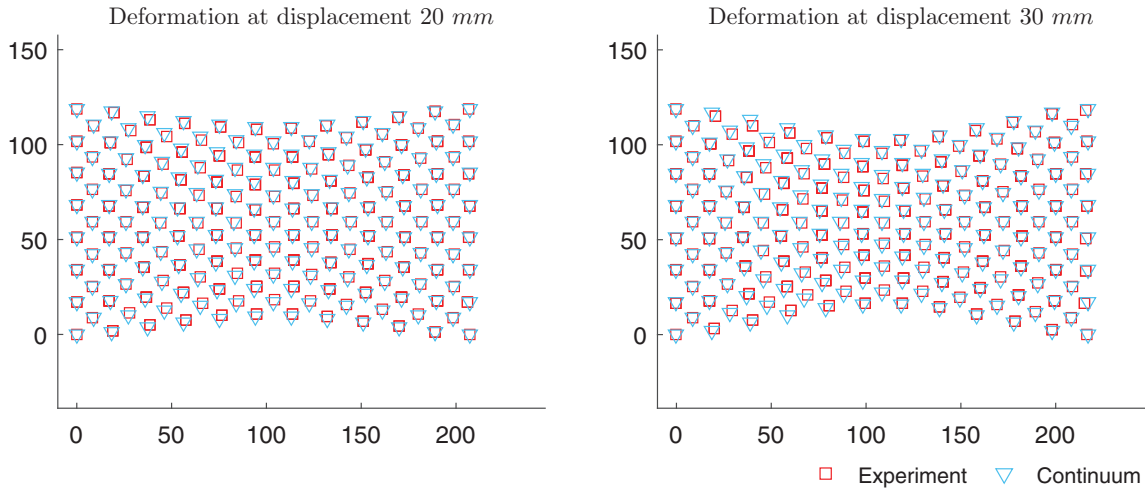 Deformation at displacement 20 mm
Deformation at displacement 30 mm
150
100
50
0
0 50 100 150 200
150
100
50
0
0 50 100 150 200
Experiment Continuum